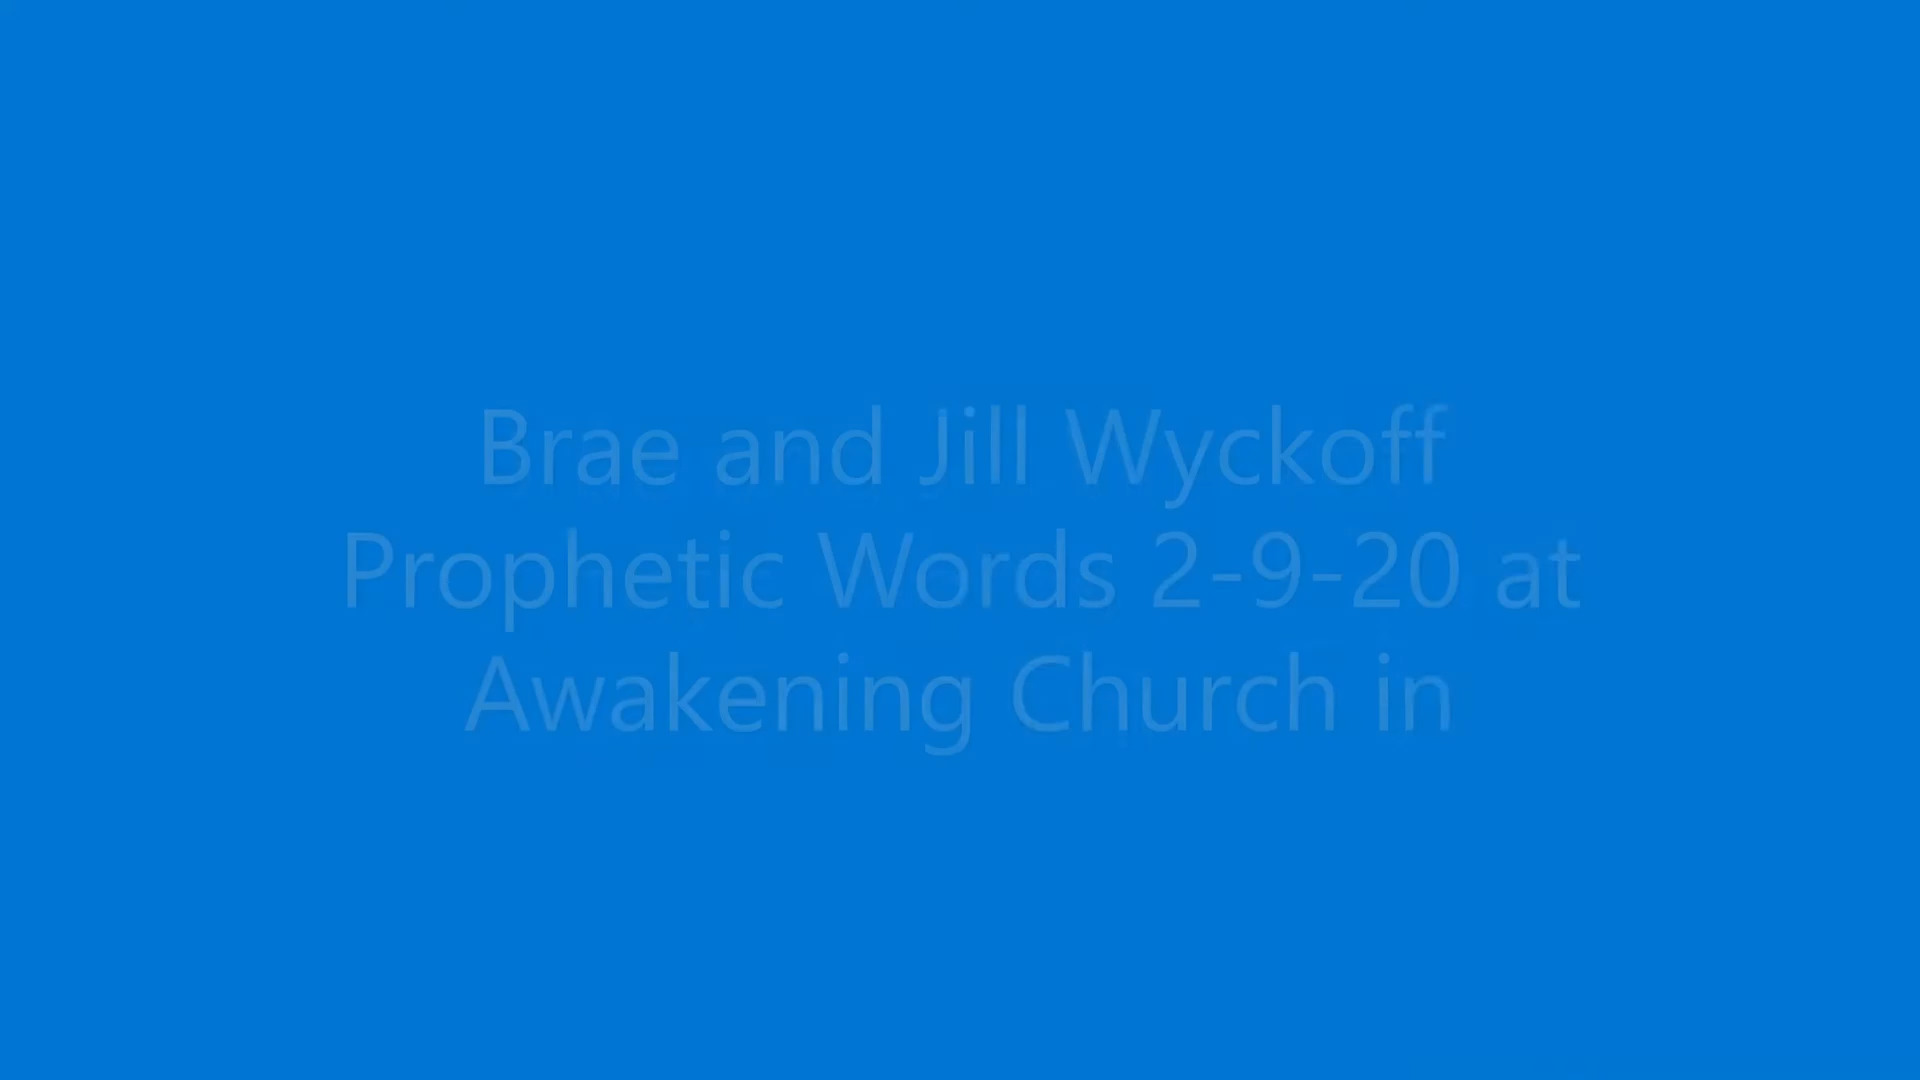 Brae and Jill Wyckoff
Prophetic Words 2-9-20 at
Awakening Church in